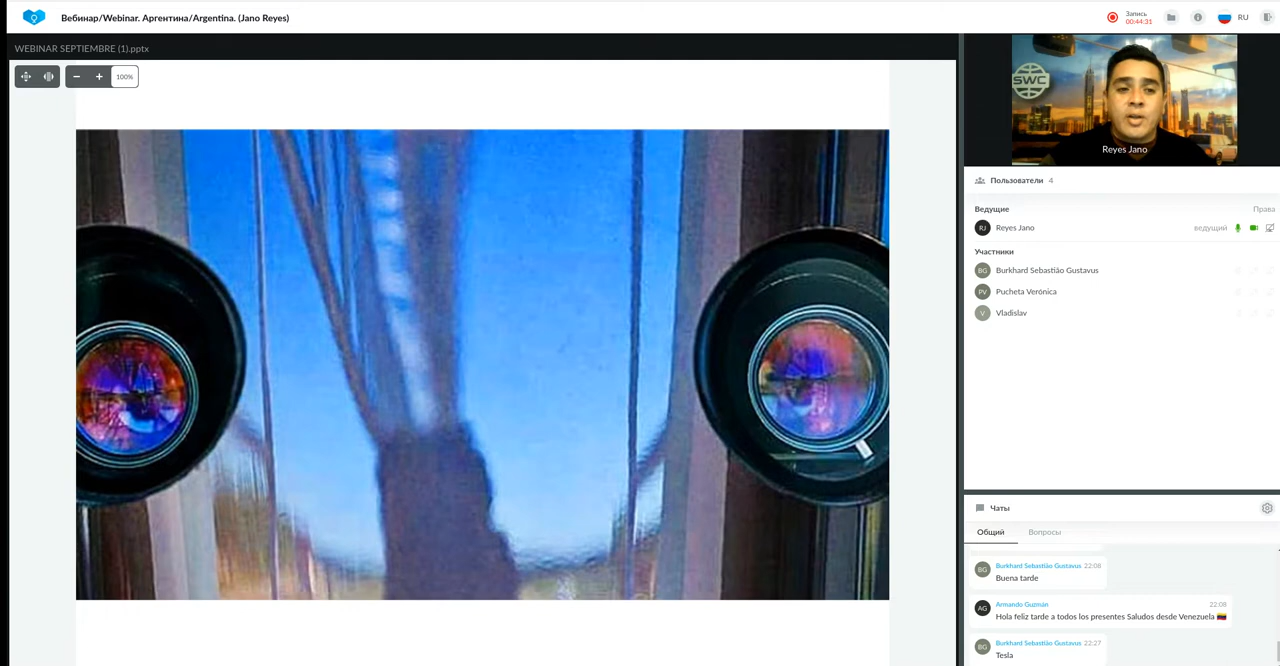 Вебинар/Webinar. Аргентина/Argentina. (Jano Reyes)
Запись
00:44:31
RU
WEBINAR SEPTIEMBRE (1).pptx
100%
SWC
Reyes Jano
Пользователи 4
Ведущие Права
RJ Reyes Jano ведущий
Участники
BG Burkhard Sebastião Gustavus
PV Pucheta Verónica
V Vladislav
Чаты
Общий Вопросы
BG Burkhard Sebastião Gustavus 22:08
Buena tarde
AG Armando Guzmán 22:08
Hola feliz tarde a todos los presentes Saludos desde Venezuela 🇻🇪
BG Burkhard Sebastião Gustavus 22:27
Tesla